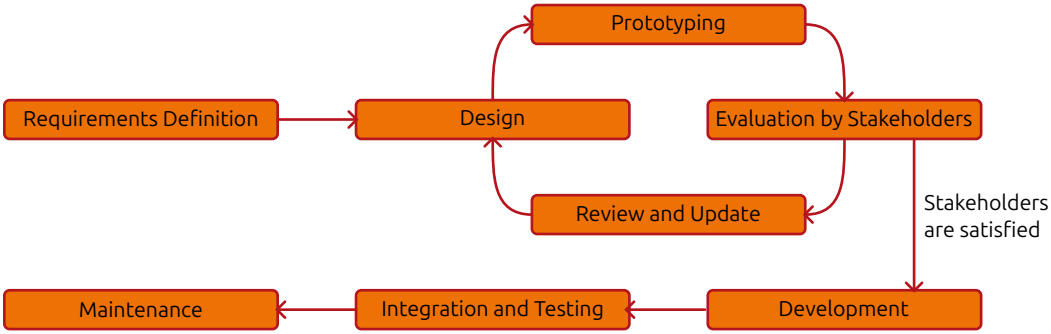 Prototyping
Requirements Definition
Design
Evaluation by Stakeholders
Review and Update
Stakeholders
are satisfied
Maintenance
Integration and Testing
Development